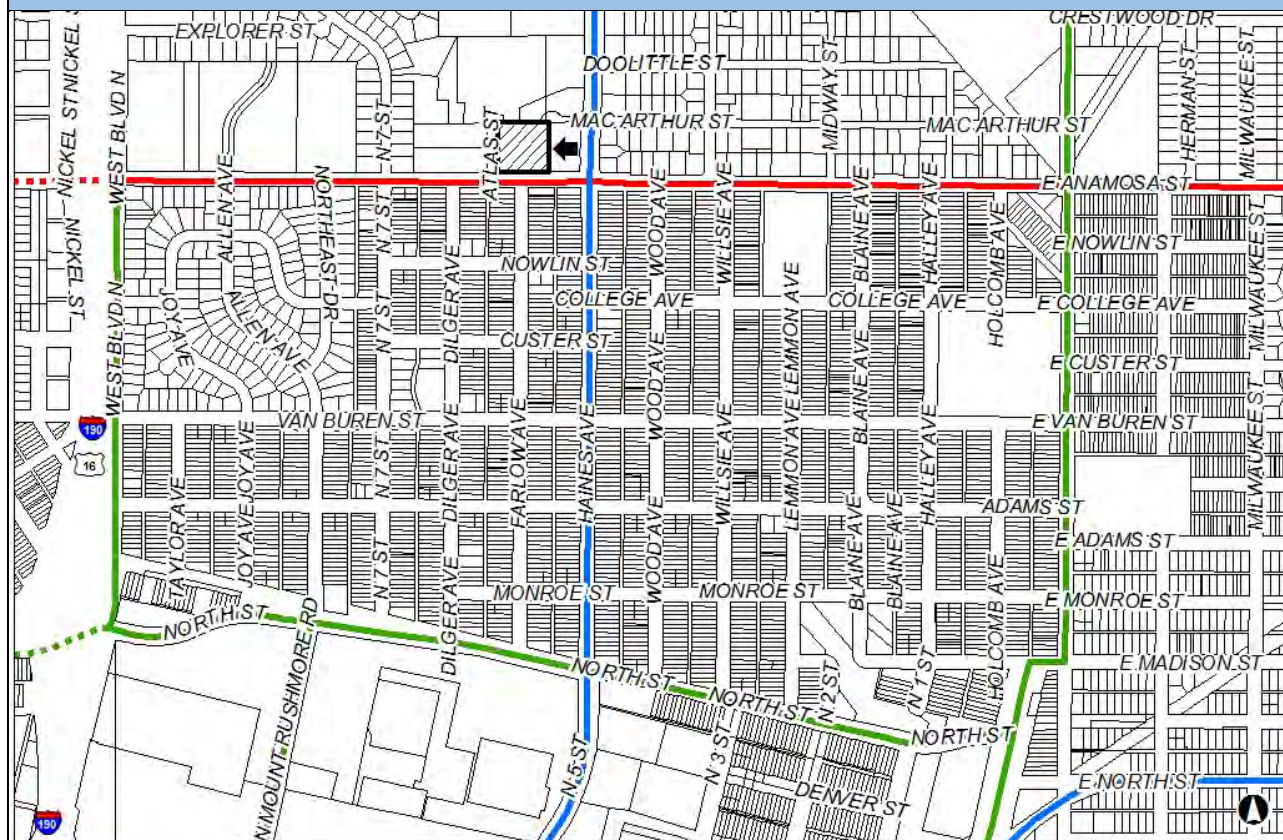 EXPLORER ST
CRESTWOOD DR
NICKEL ST
NICKEL
WEST BLVD N
N 7 ST
DOOLITTLE ST
MIDWAY ST
HERMAN ST
MILWAUKEE ST
ATLAS ST
MAC ARTHUR ST
MAC ARTHUR ST
NICKEL ST
ALLEN AVE
NORTHEAST DR
E ANAMOSA ST
N 7 ST
WOOD AVE
WILLSIE AVE
BLAINE AVE
HALLEY AVE
HOLCOMB AVE
E NOWLIN ST
MILWAUKEE ST
NOWLIN ST
DILGER AVE
LEMMON AVE
LEMMON AVE
COLLEGE AVE
COLLEGE AVE
E COLLEGE AVE
WEST BLVD N
JOY AVE
ALLEN AVE
N 7 ST
CUSTER ST
WOOD AVE
BLAINE AVE
E CUSTER ST
VAN BUREN ST
E VAN BUREN ST
190
16
TAYLOR AVE
JOY AVE
JOY AVE
N 7 ST
DILGER AVE
DILGER AVE
FARLOW AVE
HAINES AVE
WOOD AVE
WILLSIE AVE
BLAINE AVE
BLAINE AVE
HALLEY AVE
ADAMS ST
MILWAUKEE ST
E ADAMS ST
MONROE ST
MONROE ST
E MONROE ST
NORTH ST
DILGER AVE
HOLCOMB AVE
E MADISON ST
NORTH ST
NORTH ST
N 2 ST
N 1 ST
NORTH ST
N MOUNT RUSHMORE RD
N 5 ST
N 3 ST
DENVER ST
E NORTH ST
190